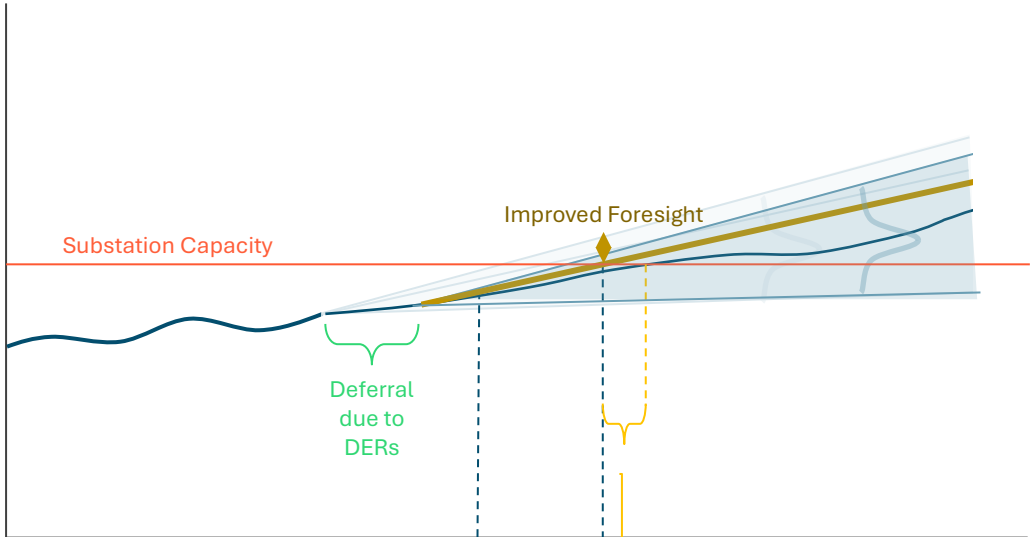 Improved Foresight
Substation Capacity
Deferral
due to
DERs